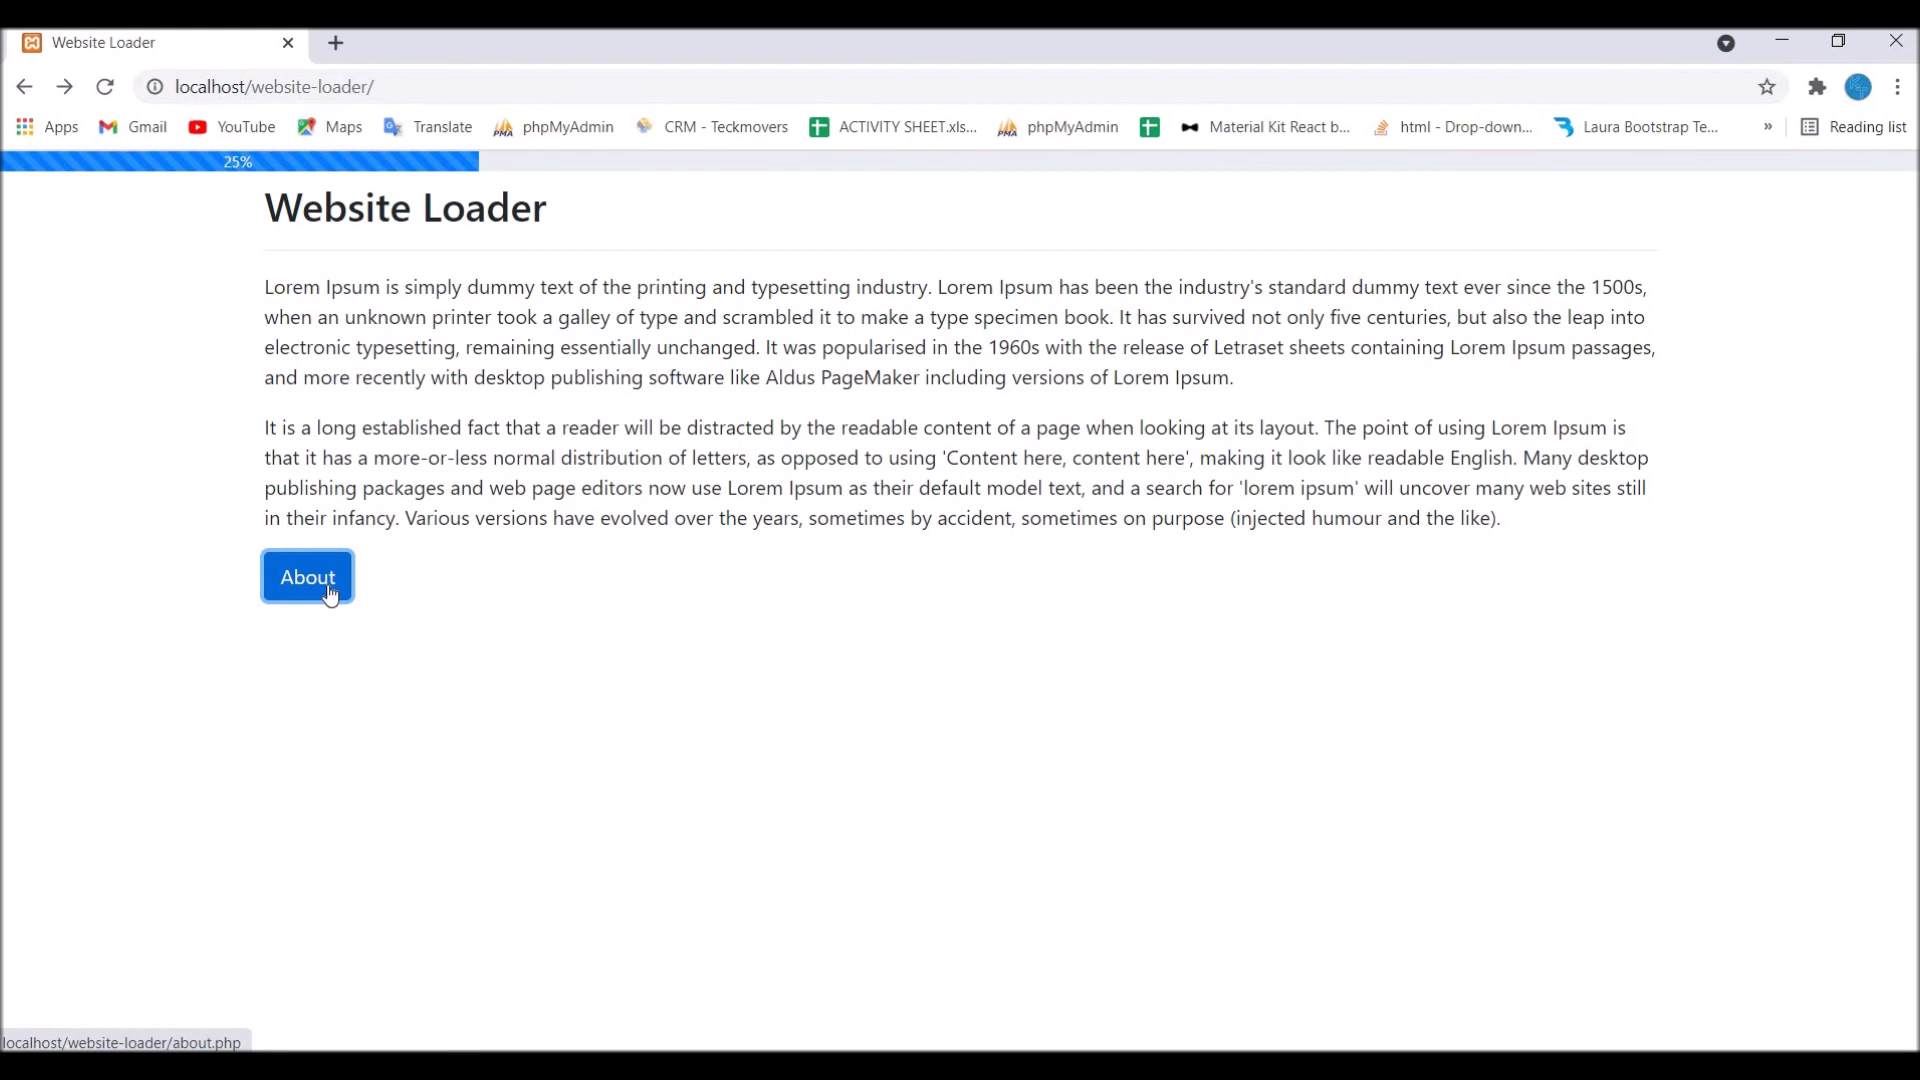 Website Loader
localhost/website-loader/
Apps Gmail YouTube Maps Translate phpMyAdmin CRM - Teckmovers ACTIVITY SHEET.xls... phpMyAdmin Material Kit React b... html - Drop-down... Laura Bootstrap Te... » Reading list
25%
Website Loader
Lorem Ipsum is simply dummy text of the printing and typesetting industry. Lorem Ipsum has been the industry's standard dummy text ever since the 1500s,
when an unknown printer took a galley of type and scrambled it to make a type specimen book. It has survived not only five centuries, but also the leap into
electronic typesetting, remaining essentially unchanged. It was popularised in the 1960s with the release of Letraset sheets containing Lorem Ipsum passages,
and more recently with desktop publishing software like Aldus PageMaker including versions of Lorem Ipsum.
It is a long established fact that a reader will be distracted by the readable content of a page when looking at its layout. The point of using Lorem Ipsum is
that it has a more-or-less normal distribution of letters, as opposed to using 'Content here, content here', making it look like readable English. Many desktop
publishing packages and web page editors now use Lorem Ipsum as their default model text, and a search for 'lorem ipsum' will uncover many web sites still
in their infancy. Various versions have evolved over the years, sometimes by accident, sometimes on purpose (injected humour and the like).
About
localhost/website-loader/about.php